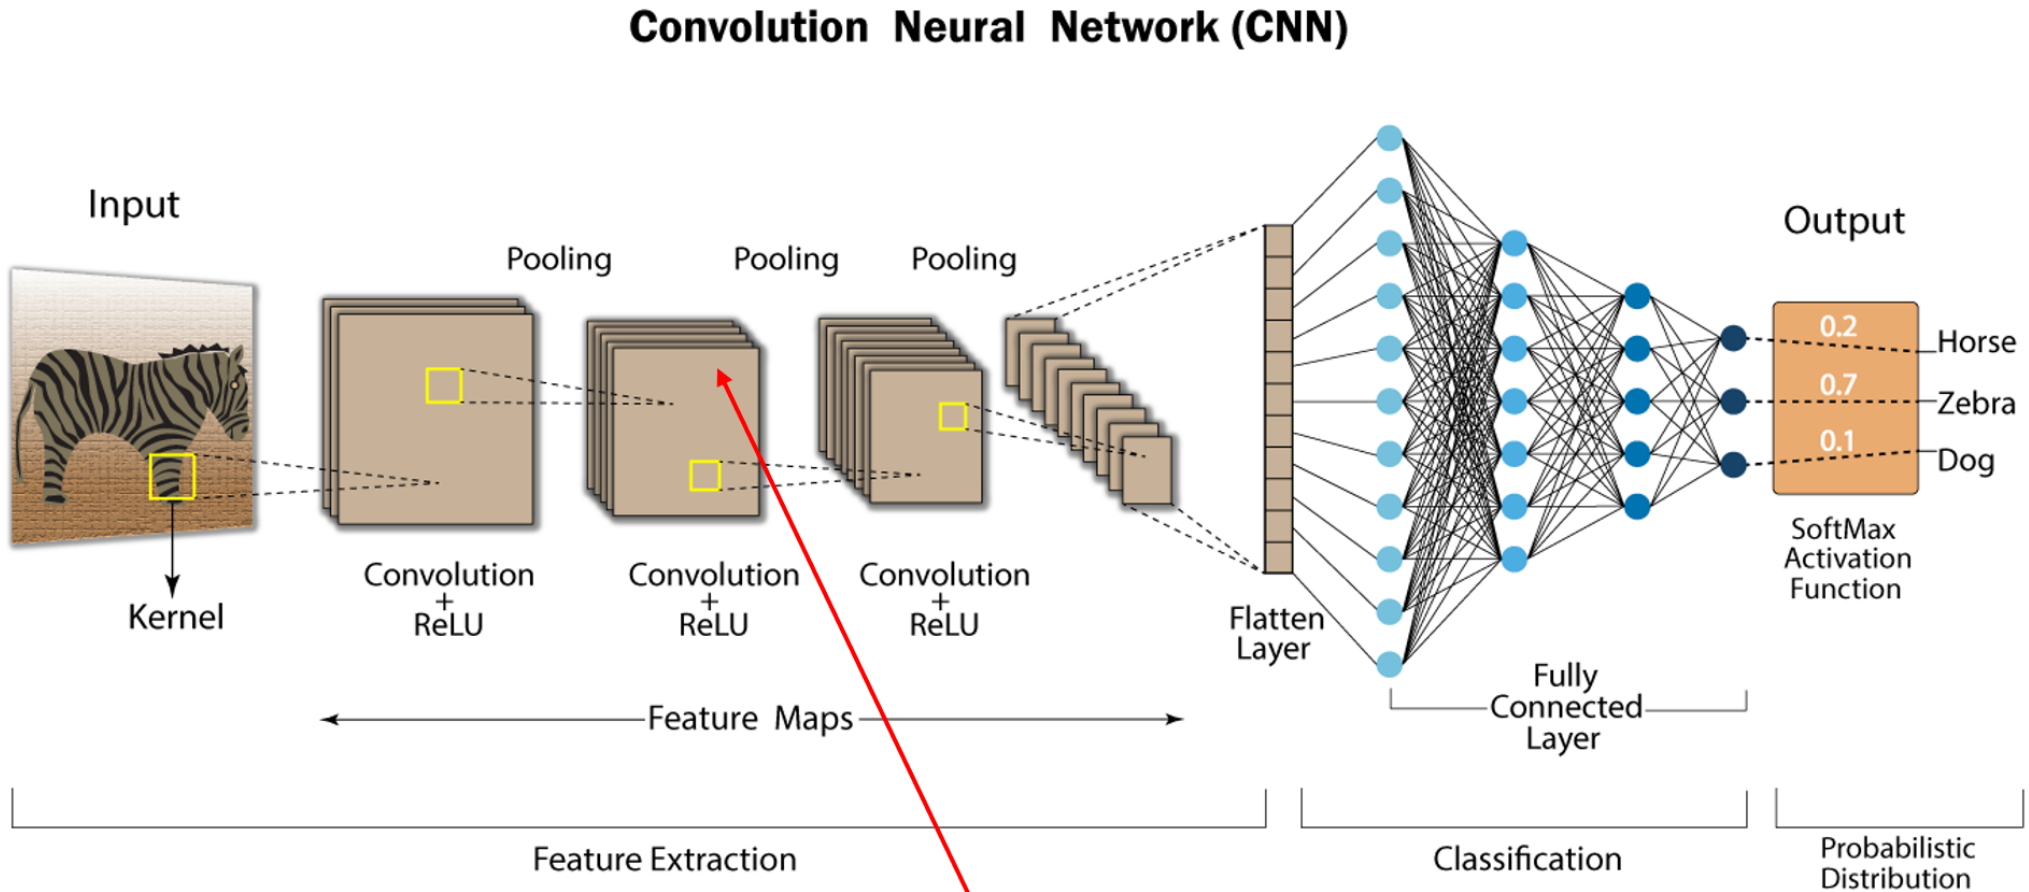 Convolution Neural Network (CNN)
Input
Kernel
Pooling
Pooling
Pooling
Convolution
+
ReLU
Convolution
+
ReLU
Convolution
+
ReLU
Feature Maps
Feature Extraction
Flatten
Layer
Fully
Connected
Layer
Classification
Output
0.2
Horse
0.7
Zebra
0.1
Dog
SoftMax
Activation
Function
Probabilistic
Distribution